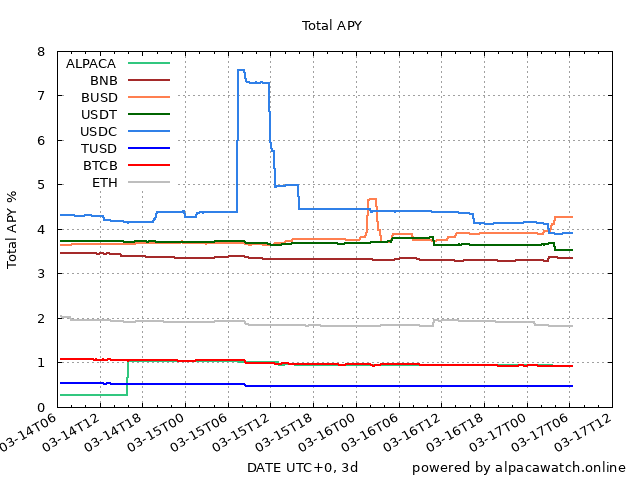 Total APY
8
7
6
5
4
3
2
1
0
Total APY %
ALPACA
BNB
BUSD
USDT
USDC
TUSD
BTCB
ETH
03-14T06
03-14T12
03-14T18
03-15T00
03-15T06
03-15T12
03-15T18
03-16T00
03-16T06
03-16T12
03-16T18
03-17T00
03-17T06
03-17T12
DATE UTC+0, 3d
powered by alpacawatch.online